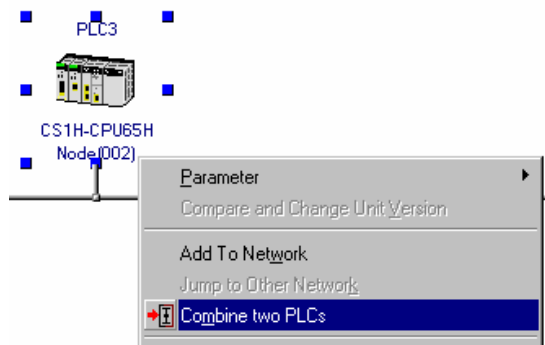 PLC3
CS1H-CPU65H
Node(002)
Parameter
Compare and Change Unit Version
Add To Network
Jump to Other Network
Combine two PLCs